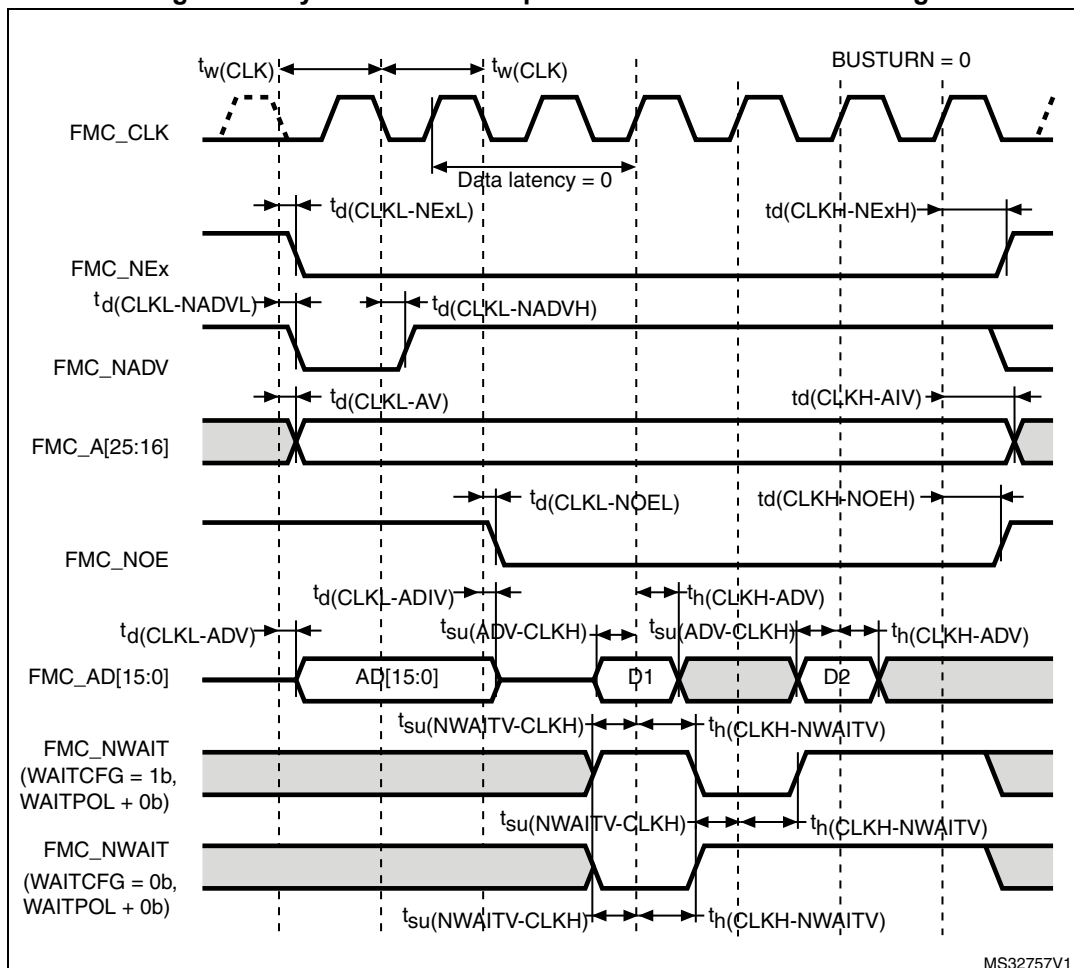 BUSTURN = 0
tw(CLK) tw(CLK)
FMC_CLK
Data latency = 0
td(CLKL-NExL) td(CLKH-NExH)
FMC_NEx
td(CLKL-NADVL) td(CLKL-NADVH)
FMC_NADV
td(CLKL-AV) td(CLKH-AIV)
FMC_A[25:16]
td(CLKL-NOEL) td(CLKH-NOEH)
FMC_NOE
td(CLKL-ADIV) th(CLKH-ADV)
td(CLKL-ADV) tsu(ADV-CLKH) tsu(ADV-CLKH) th(CLKH-ADV)
FMC_AD[15:0] AD[15:0] D1 D2
tsu(NWAITV-CLKH) th(CLKH-NWAITV)
FMC_NWAIT
(WAITCFG = 1b,
WAITPOL + 0b)
tsu(NWAITV-CLKH) th(CLKH-NWAITV)
FMC_NWAIT
(WAITCFG = 0b,
WAITPOL + 0b)
tsu(NWAITV-CLKH) th(CLKH-NWAITV)
MS32757V1